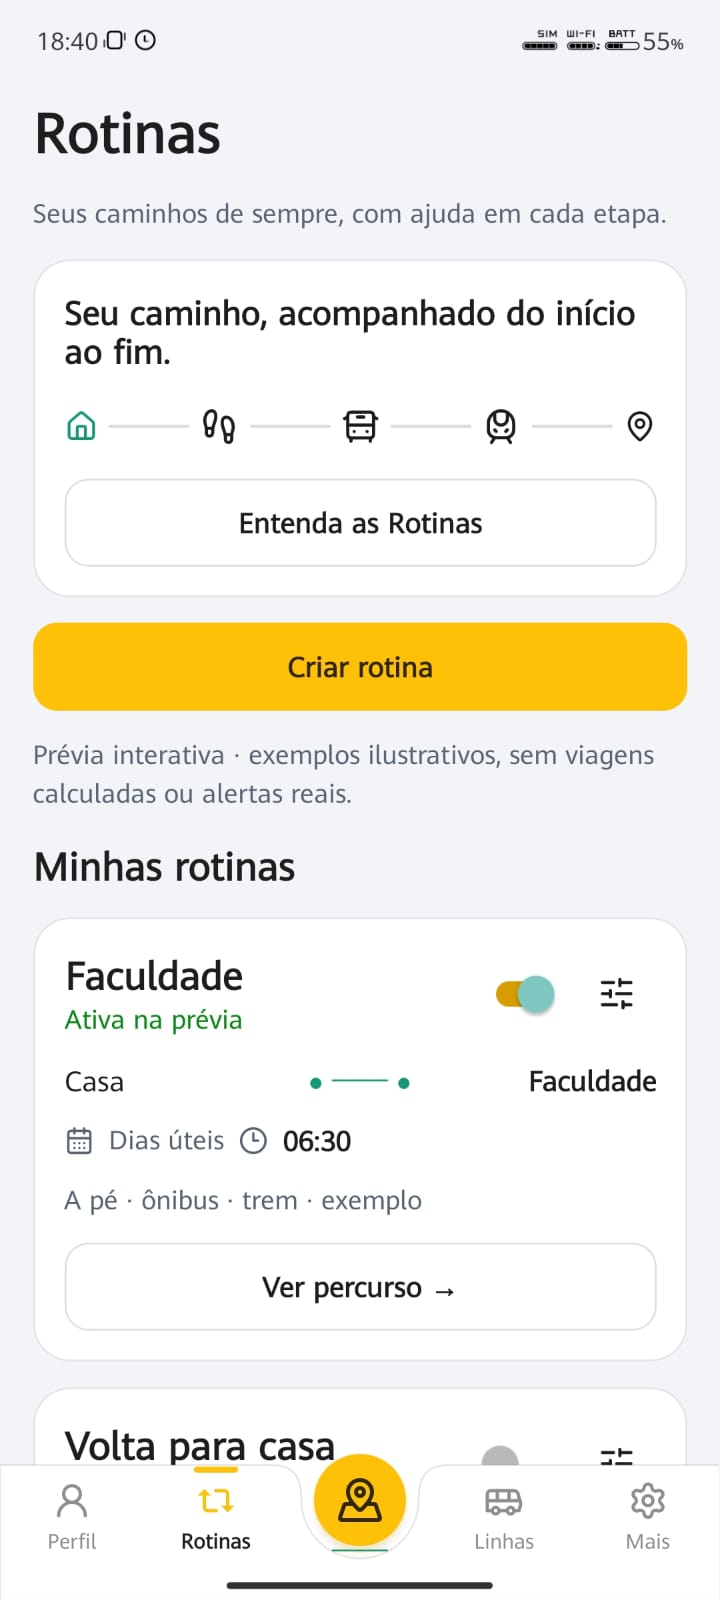 18:40
SIM WI-FI BATT 55%
Rotinas
Seus caminhos de sempre, com ajuda em cada etapa.
Seu caminho, acompanhado do início
ao fim.
Entenda as Rotinas
Criar rotina
Prévia interativa · exemplos ilustrativos, sem viagens
calculadas ou alertas reais.
Minhas rotinas
Faculdade
Ativa na prévia
Casa Faculdade
Dias úteis 06:30
A pé · ônibus · trem · exemplo
Ver percurso →
Volta para casa
Perfil Rotinas Linhas Mais